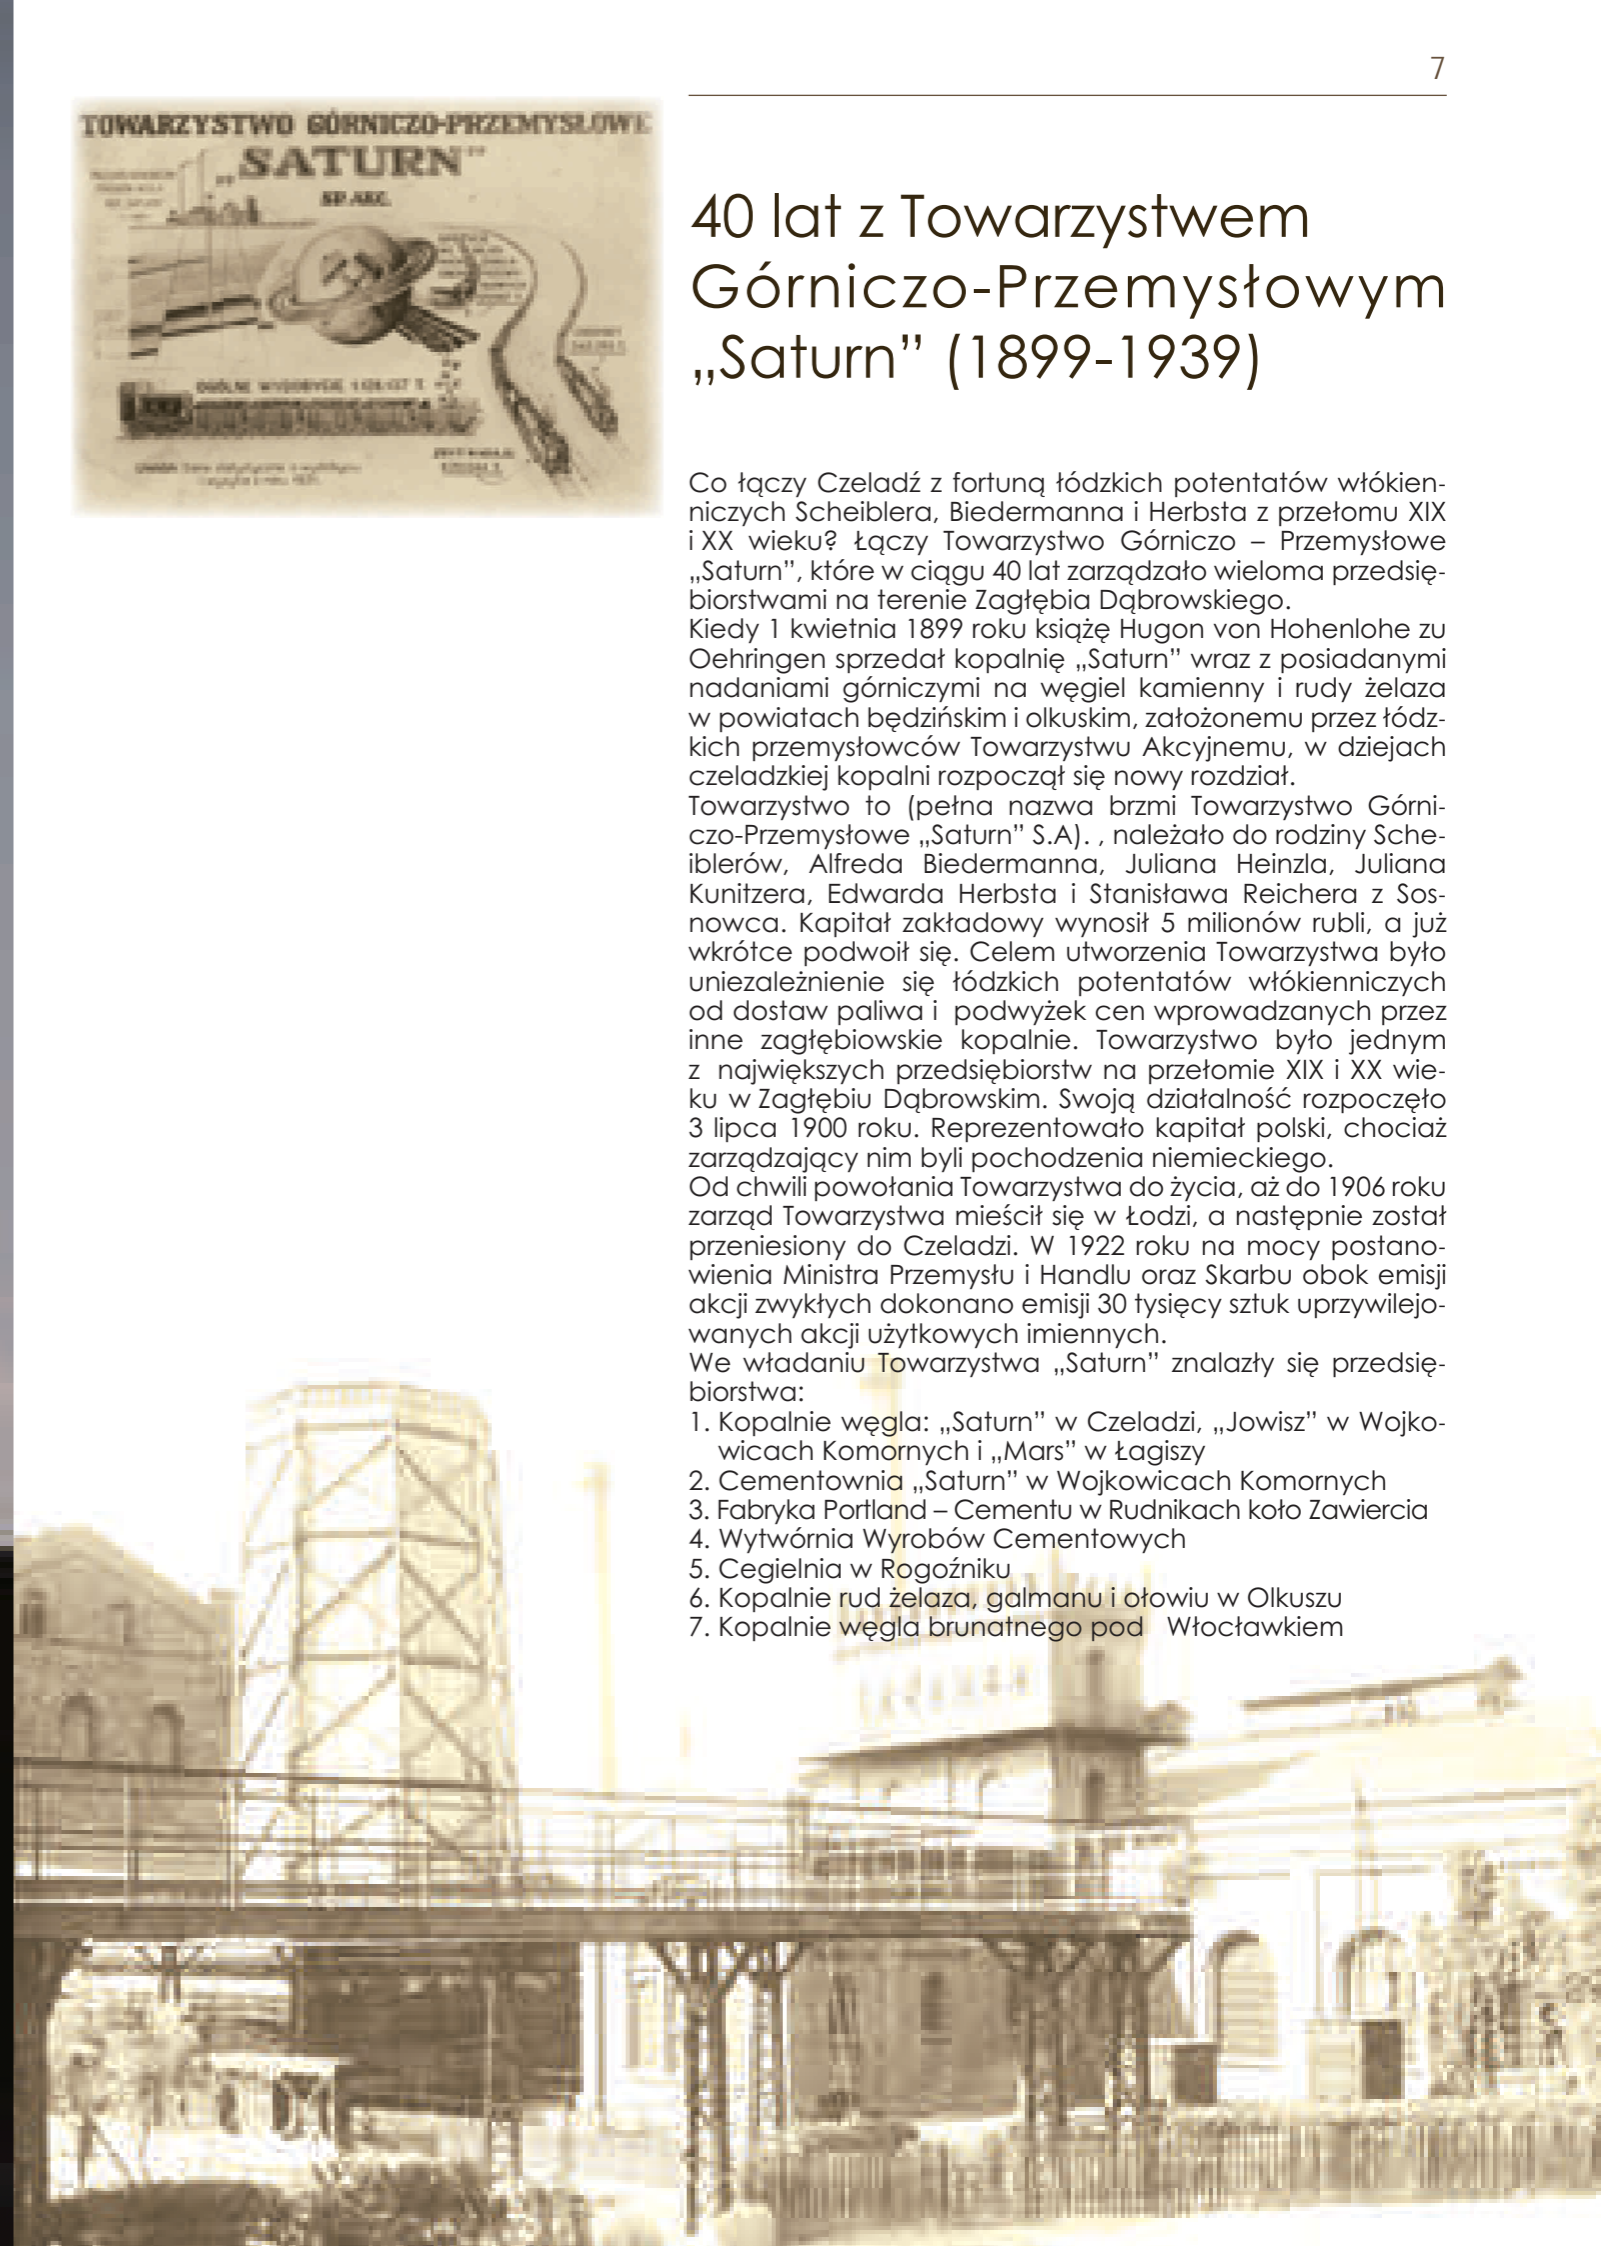 7
TOWARZYSTWO GÓRNICZO-PRZEMYSŁOWE
„SATURN”
SP. AKC.
OGÓLNE WYDOBYCIE
40 lat z Towarzystwem
Górniczo-Przemysłowym
„Saturn” (1899-1939)
Co łączy Czeladź z fortuną łódzkich potentatów włókien-
niczych Scheiblera, Biedermanna i Herbsta z przełomu XIX
i XX wieku? Łączy Towarzystwo Górniczo – Przemysłowe
„Saturn”, które w ciągu 40 lat zarządzało wieloma przedsię-
biorstwami na terenie Zagłębia Dąbrowskiego.
Kiedy 1 kwietnia 1899 roku książę Hugon von Hohenlohe zu
Oehringen sprzedał kopalnię „Saturn” wraz z posiadanymi
nadaniami górniczymi na węgiel kamienny i rudy żelaza
w powiatach będzińskim i olkuskim, założonemu przez łódz-
kich przemysłowców Towarzystwu Akcyjnemu, w dziejach
czeladzkiej kopalni rozpoczął się nowy rozdział.
Towarzystwo to (pełna nazwa brzmi Towarzystwo Górni-
czo-Przemysłowe „Saturn” S.A). , należało do rodziny Sche-
iblerów, Alfreda Biedermanna, Juliana Heinzla, Juliana
Kunitzera, Edwarda Herbsta i Stanisława Reichera z Sos-
nowca. Kapitał zakładowy wynosił 5 milionów rubli, a już
wkrótce podwoił się. Celem utworzenia Towarzystwa było
uniezależnienie się łódzkich potentatów włókienniczych
od dostaw paliwa i podwyżek cen wprowadzanych przez
inne zagłębiowskie kopalnie. Towarzystwo było jednym
z największych przedsiębiorstw na przełomie XIX i XX wie-
ku w Zagłębiu Dąbrowskim. Swoją działalność rozpoczęło
3 lipca 1900 roku. Reprezentowało kapitał polski, chociaż
zarządzający nim byli pochodzenia niemieckiego.
Od chwili powołania Towarzystwa do życia, aż do 1906 roku
zarząd Towarzystwa mieścił się w Łodzi, a następnie został
przeniesiony do Czeladzi. W 1922 roku na mocy postano-
wienia Ministra Przemysłu i Handlu oraz Skarbu obok emisji
akcji zwykłych dokonano emisji 30 tysięcy sztuk uprzywilejo-
wanych akcji użytkowych imiennych.
We władaniu Towarzystwa „Saturn” znalazły się przedsię-
biorstwa:
1. Kopalnie węgla: „Saturn” w Czeladzi, „Jowisz” w Wojko-
wicach Komornych i „Mars” w Łagiszy
2. Cementownia „Saturn” w Wojkowicach Komornych
3. Fabryka Portland – Cementu w Rudnikach koło Zawiercia
4. Wytwórnia Wyrobów Cementowych
5. Cegielnia w Rogoźniku
6. Kopalnie rud żelaza, galmanu i ołowiu w Olkuszu
7. Kopalnie węgla brunatnego pod Włocławkiem